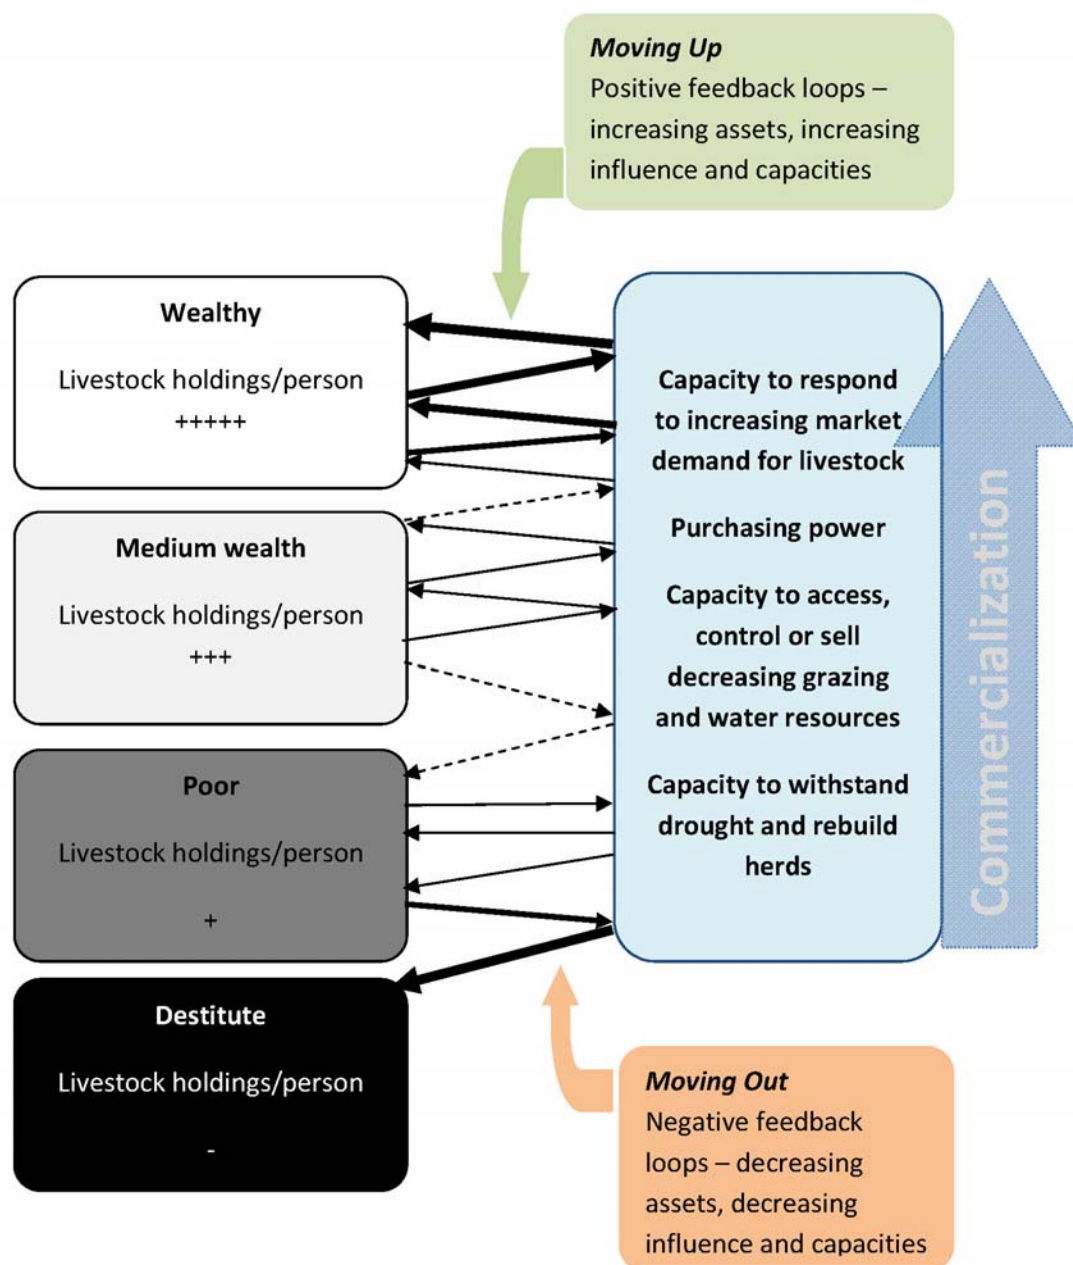 Moving Up
Positive feedback loops –
increasing assets, increasing
influence and capacities
Wealthy
Livestock holdings/person
+++++
Medium wealth
Livestock holdings/person
+++
Poor
Livestock holdings/person
+
Destitute
Livestock holdings/person
-
Capacity to respond
to increasing market
demand for livestock
Purchasing power
Capacity to access,
control or sell
decreasing grazing
and water resources
Capacity to withstand
drought and rebuild
herds
Commercialization
Moving Out
Negative feedback
loops – decreasing
assets, decreasing
influence and capacities